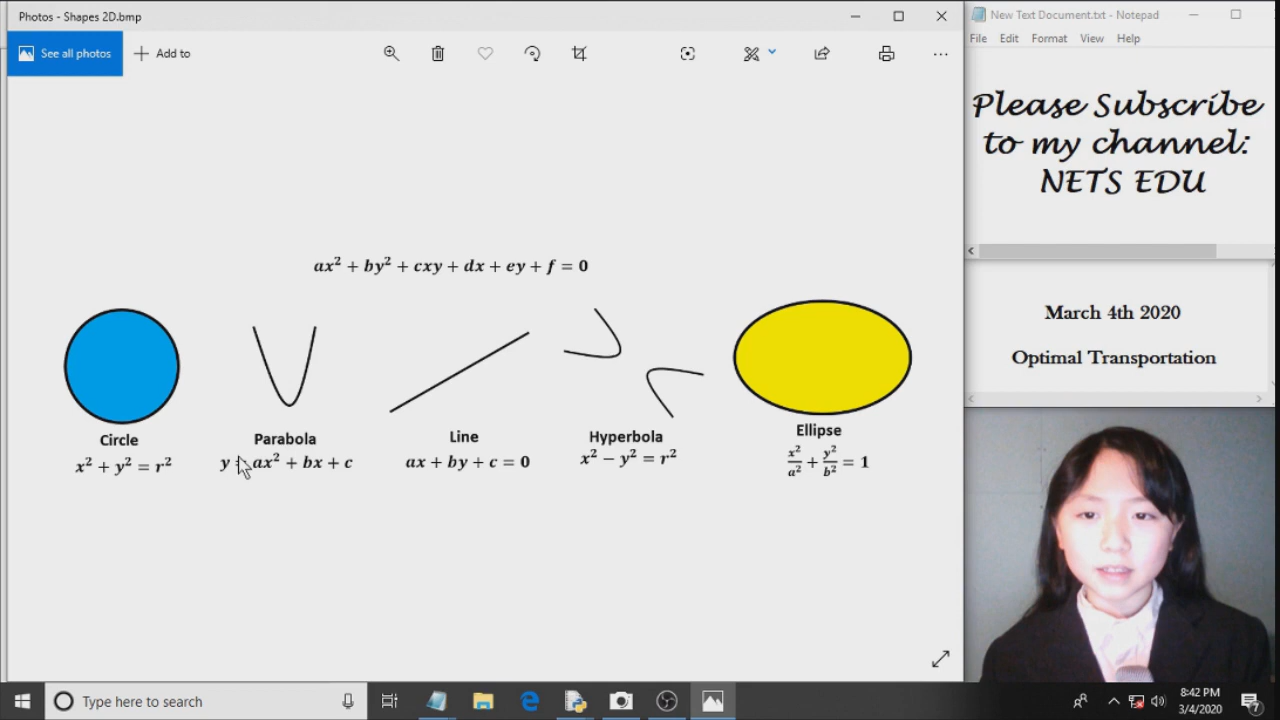 Photos - Shapes 2D.bmp
See all photos
Add to
ax² + by² + cxy + dx + ey + f = 0
Circle
x² + y² = r²
Parabola
y = ax² + bx + c
Line
ax + by + c = 0
Hyperbola
x² − y² = r²
Ellipse
x²/a² + y²/b² = 1
New Text Document.txt - Notepad
File Edit Format View Help
Please Subscribe
to my channel:
NETS EDU
March 4th 2020
Optimal Transportation
Type here to search
8:42 PM
3/4/2020
7